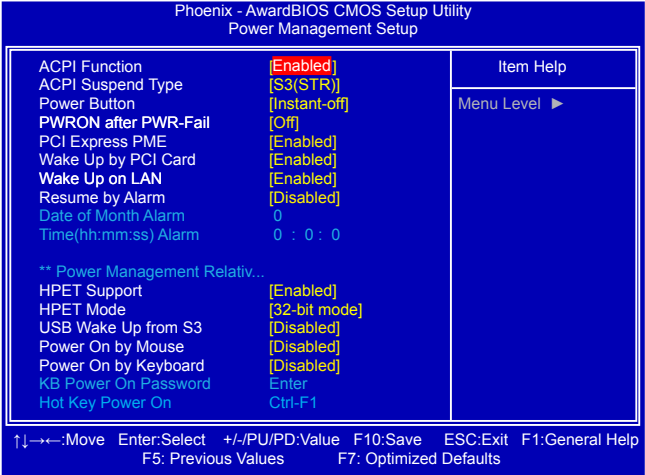 Phoenix - AwardBIOS CMOS Setup Utility
Power Management Setup
ACPI Function [Enabled]
ACPI Suspend Type [S3(STR)]
Power Button [Instant-off]
PWRON after PWR-Fail [Off]
PCI Express PME [Enabled]
Wake Up by PCI Card [Enabled]
Wake Up on LAN [Enabled]
Resume by Alarm [Disabled]
Date of Month Alarm 0
Time(hh:mm:ss) Alarm 0 : 0 : 0
** Power Management Relativ...
HPET Support [Enabled]
HPET Mode [32-bit mode]
USB Wake Up from S3 [Disabled]
Power On by Mouse [Disabled]
Power On by Keyboard [Disabled]
KB Power On Password Enter
Hot Key Power On Ctrl-F1
Item Help
Menu Level ►
↑↓→←:Move Enter:Select +/-/PU/PD:Value F10:Save ESC:Exit F1:General Help
F5: Previous Values F7: Optimized Defaults